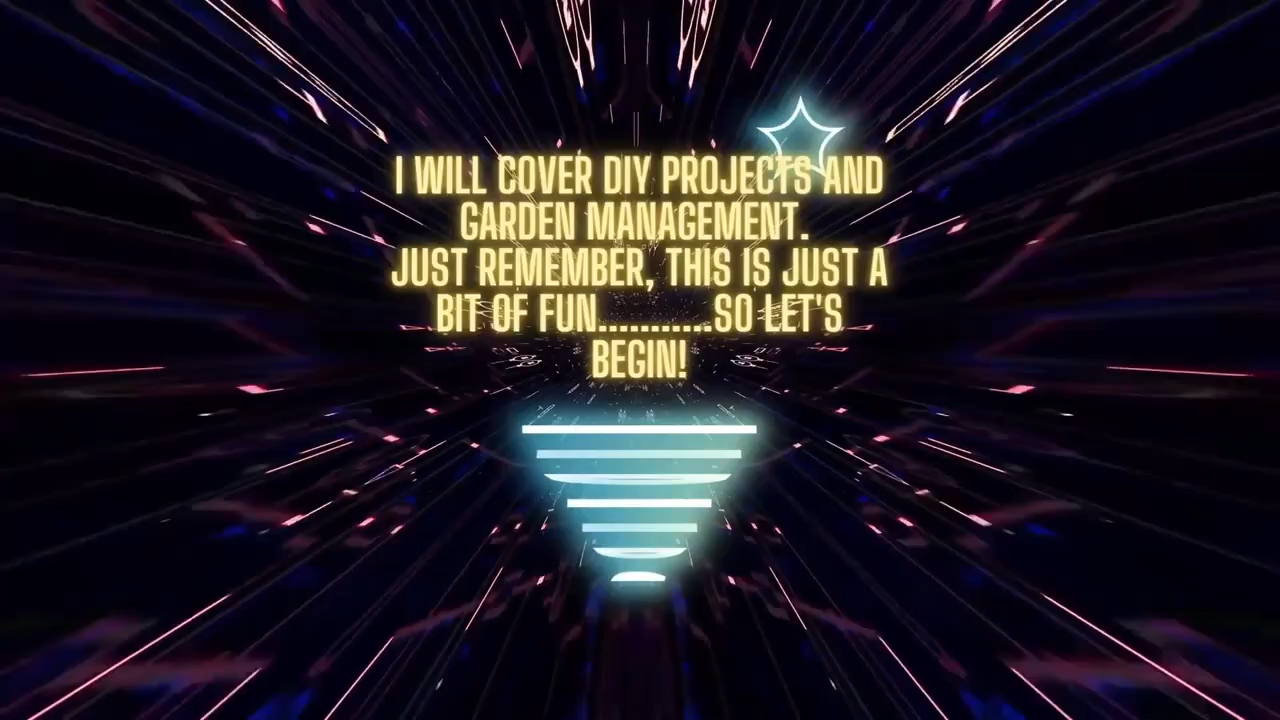 I WILL COVER DIY PROJECTS AND
GARDEN MANAGEMENT.
JUST REMEMBER, THIS IS JUST A
BIT OF FUN...........SO LET'S
BEGIN!